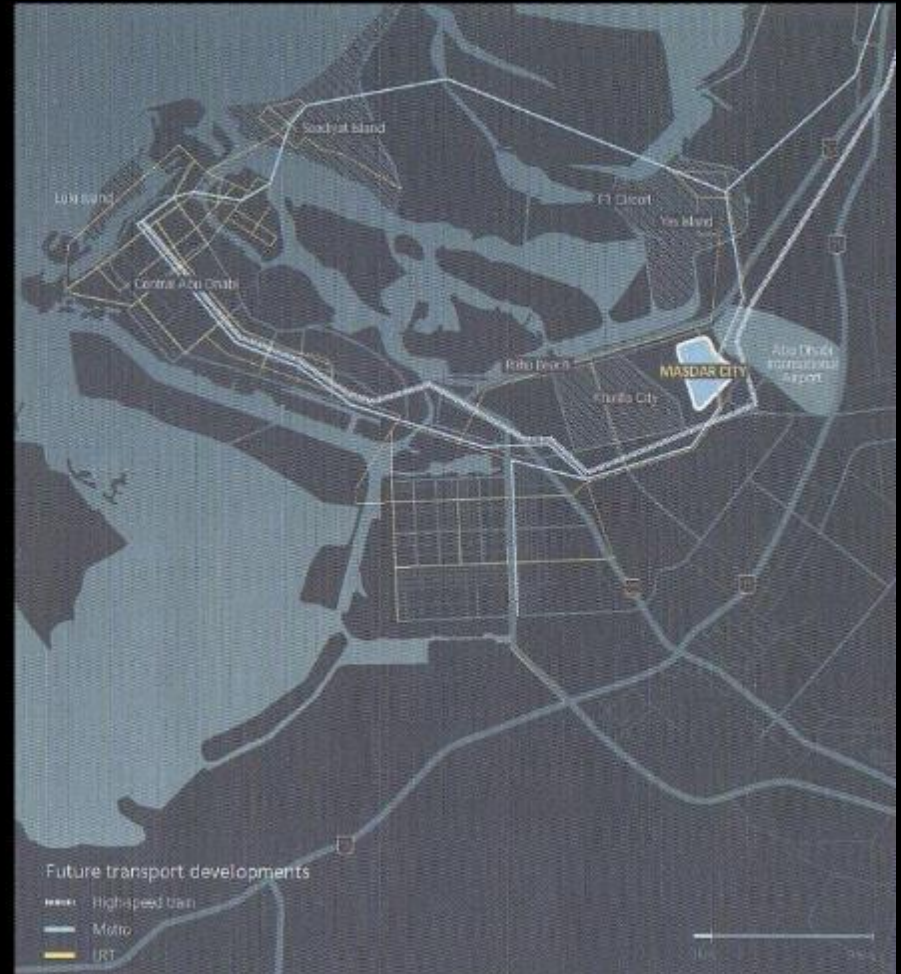 Saadiyat Island
Lulu Island
F1 Circuit
Yas Island
Central Abu Dhabi
Raha Beach
MASDAR CITY
Abu Dhabi
International
Airport
Khalifa City
Future transport developments
High-speed train
Metro
LRT